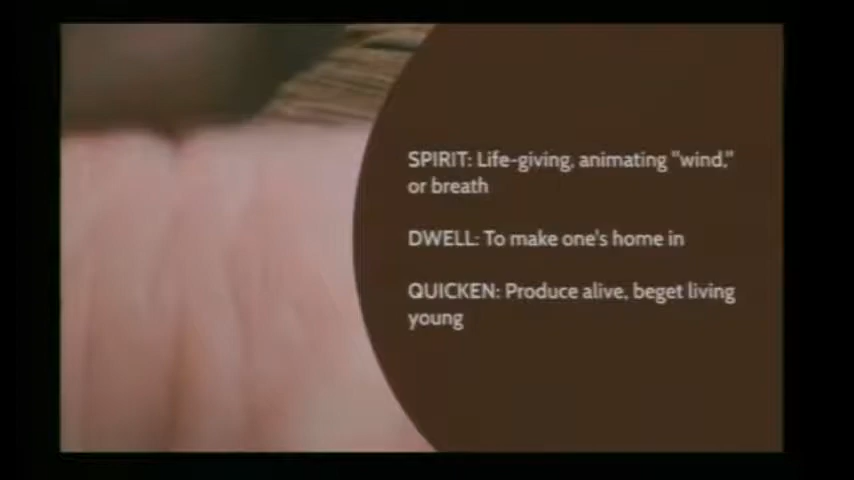 SPIRIT: Life-giving, animating "wind,"
or breath
DWELL: To make one's home in
QUICKEN: Produce alive, beget living
young